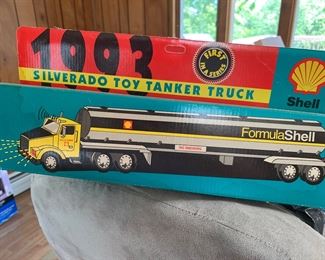 1993
FIRST
IN A SERIES
SILVERADO TOY TANKER TRUCK
Shell
FormulaShell